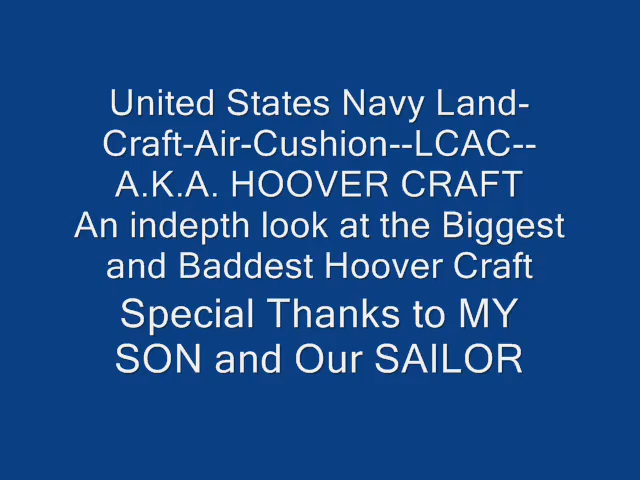 United States Navy Land-
Craft-Air-Cushion--LCAC--
A.K.A. HOOVER CRAFT
An indepth look at the Biggest
and Baddest Hoover Craft
Special Thanks to MY
SON and Our SAILOR